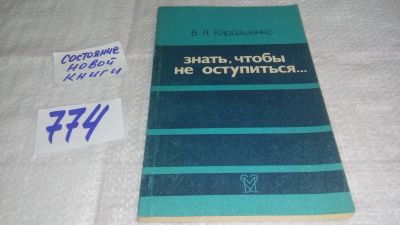 Состояние
новой
книги
774
Б. Я. Кардашенко
знать, чтобы
не оступиться...